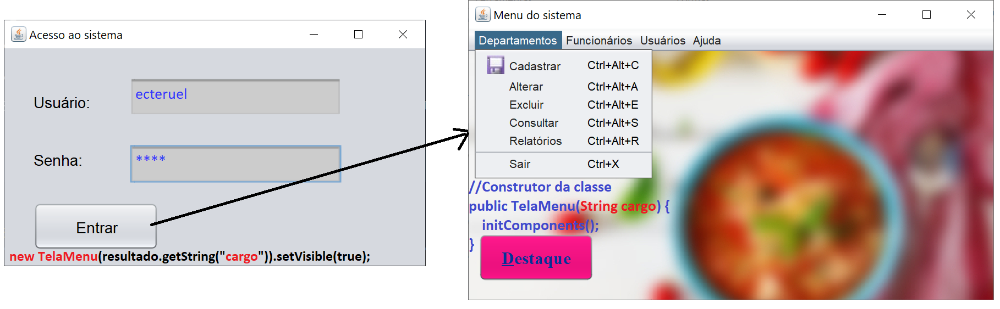 Acesso ao sistema
Usuário:
ecteruel
Senha:
****
Entrar
new TelaMenu(resultado.getString("cargo")).setVisible(true);
Menu do sistema
Departamentos Funcionários Usuários Ajuda
Cadastrar Ctrl+Alt+C
Alterar Ctrl+Alt+A
Excluir Ctrl+Alt+E
Consultar Ctrl+Alt+S
Relatórios Ctrl+Alt+R
Sair Ctrl+X
//Construtor da classe
public TelaMenu(String cargo) {
initComponents();
}
Destaque